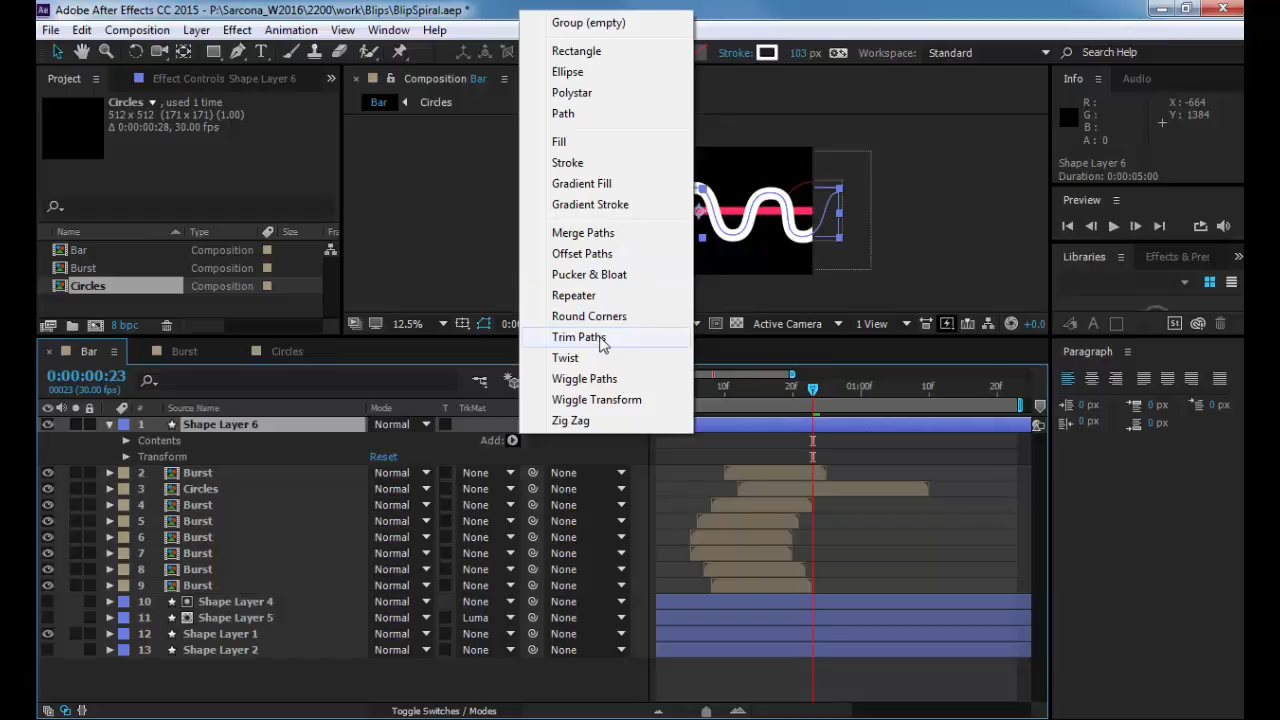 Adobe After Effects CC 2015 - P:\Sarcona_W2016\2200\work\Blips\BlipSpiral.aep *
File Edit Composition Layer Effect Animation View Window Help
Stroke: 103 px Workspace: Standard Search Help
Project Effect Controls Shape Layer 6 Composition Bar Info Audio
Circles ▼, used 1 time
512 x 512 (171 x 171) (1.00)
Δ 0:00:00:28, 30.00 fps
Bar Circles
R: X: -664
G: Y: 1384
B:
A: 0
Shape Layer 6
Duration: 0:00:05:00
Preview
Libraries Effects & Pre
Name Type Size Fra
Bar Composition
Burst Composition
Circles Composition
8 bpc
12.5% 0:00 Active Camera 1 View +0.0
Group (empty)
Rectangle
Ellipse
Polystar
Path
Fill
Stroke
Gradient Fill
Gradient Stroke
Merge Paths
Offset Paths
Pucker & Bloat
Repeater
Round Corners
Trim Paths
Twist
Wiggle Paths
Wiggle Transform
Zig Zag
Bar Burst Circles
Paragraph
0:00:00:23
00023 (30.00 fps)
10f 20f 01:00f 10f 20f
0 px 0 px 0 px
0 px 0 px
# Source Name Mode T TrkMat
1 Shape Layer 6 Normal
Contents Add:
Transform Reset
2 Burst Normal None None
3 Circles Normal None None
4 Burst Normal None None
5 Burst Normal None None
6 Burst Normal None None
7 Burst Normal None None
8 Burst Normal None None
9 Burst Normal None None
10 Shape Layer 4 Normal None None
11 Shape Layer 5 Normal Luma None
12 Shape Layer 1 Normal None None
13 Shape Layer 2 Normal None None
Toggle Switches / Modes